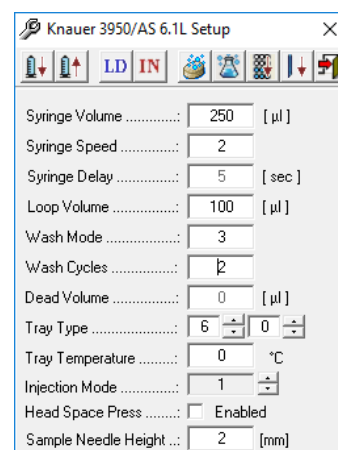 Knauer 3950/AS 6.1L Setup
LD IN
Syringe Volume ............: 250 [ µl ]
Syringe Speed ..............: 2
Syringe Delay ...............: 5 [ sec ]
Loop Volume ................: 100 [ µl ]
Wash Mode ..................: 3
Wash Cycles ................: 2
Dead Volume ...............: 0 [ µl ]
Tray Type .....................: 6 0
Tray Temperature .........: 0 °C
Injection Mode .............: 1
Head Space Press .......: Enabled
Sample Needle Height ..: 2 [mm]